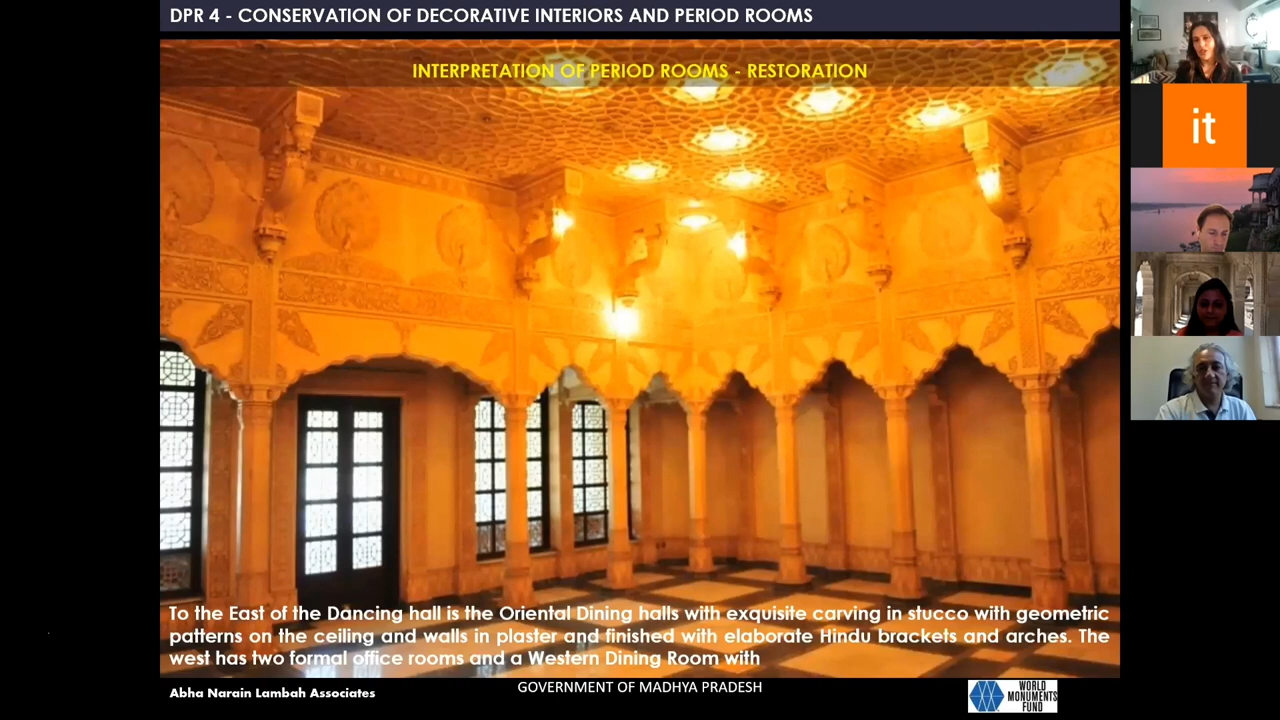 DPR 4 - CONSERVATION OF DECORATIVE INTERIORS AND PERIOD ROOMS
INTERPRETATION OF PERIOD ROOMS - RESTORATION
it
To the East of the Dancing hall is the Oriental Dining halls with exquisite carving in stucco with geometric
patterns on the ceiling and walls in plaster and finished with elaborate Hindu brackets and arches. The
west has two formal office rooms and a Western Dining Room with
Abha Narain Lambah Associates
GOVERNMENT OF MADHYA PRADESH
WORLD
MONUMENTS
FUND